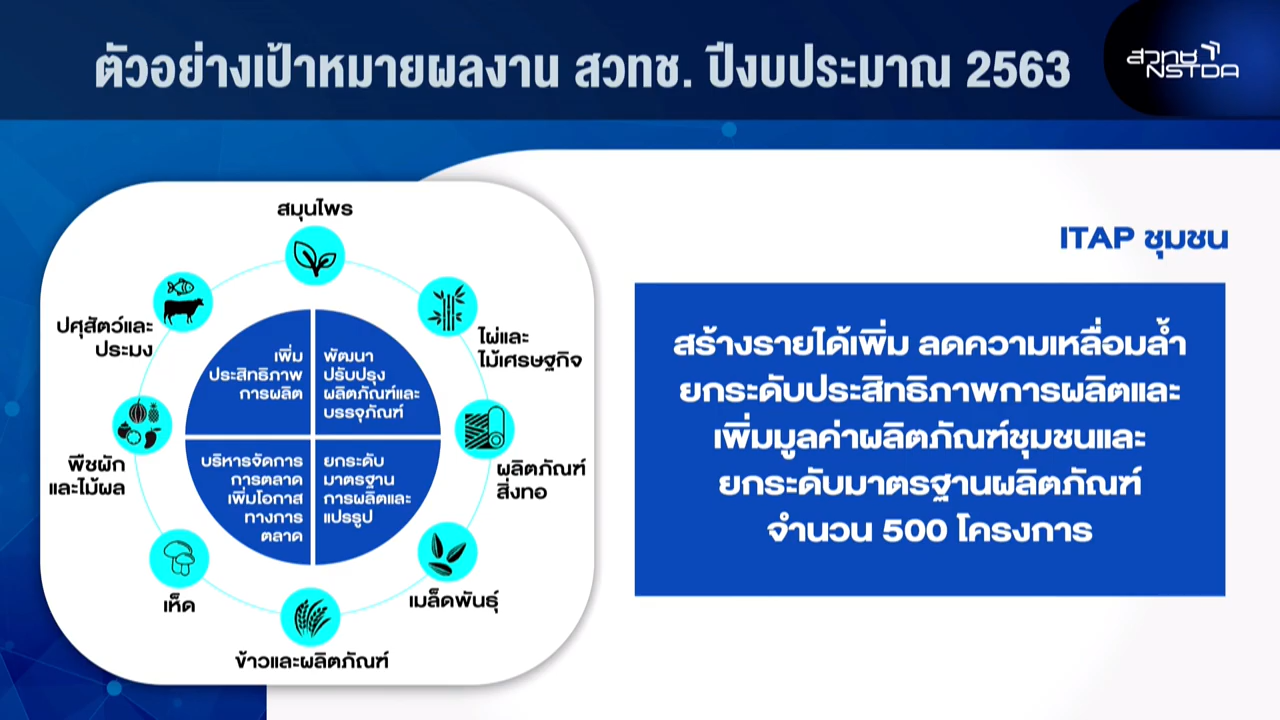 ตัวอย่างเป้าหมายผลงาน สวทช. ปีงบประมาณ 2563
สวทช
NSTDA
สมุนไพร
ไผ่และ
ไม้เศรษฐกิจ
ผลิตภัณฑ์
สิ่งทอ
เมล็ดพันธุ์
ข้าวและผลิตภัณฑ์
เห็ด
พืชผัก
และไม้ผล
ปศุสัตว์และ
ประมง
เพิ่ม
ประสิทธิภาพ
การผลิต
พัฒนา
ปรับปรุง
ผลิตภัณฑ์และ
บรรจุภัณฑ์
บริหารจัดการ
การตลาด
เพิ่มโอกาส
ทางการ
ตลาด
ยกระดับ
มาตรฐาน
การผลิตและ
แปรรูป
ITAP ชุมชน
สร้างรายได้เพิ่ม ลดความเหลื่อมล้ำ
ยกระดับประสิทธิภาพการผลิตและ
เพิ่มมูลค่าผลิตภัณฑ์ชุมชนและ
ยกระดับมาตรฐานผลิตภัณฑ์
จำนวน 500 โครงการ